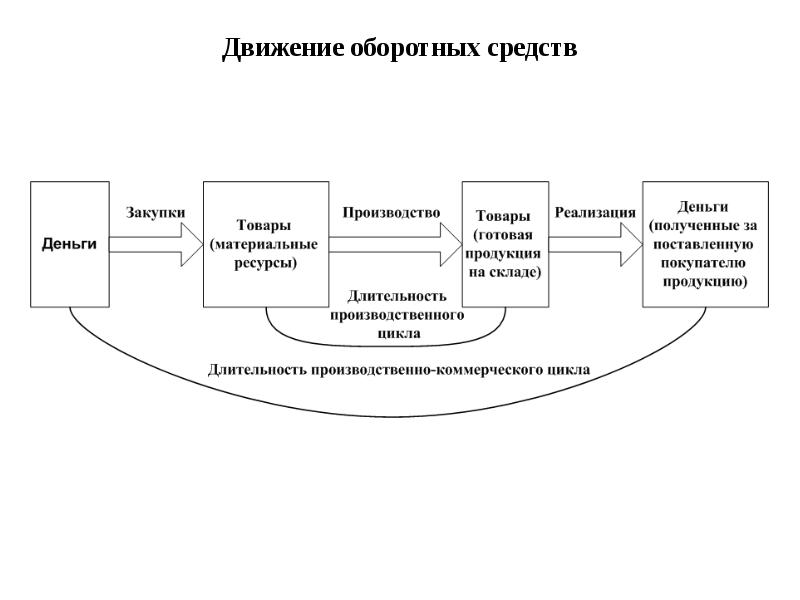 Движение оборотных средств
Деньги
Закупки
Товары
(материальные
ресурсы)
Производство
Товары
(готовая
продукция
на складе)
Реализация
Деньги
(полученные за
поставленную
покупателю
продукцию)
Длительность
производственного
цикла
Длительность производственно-коммерческого цикла